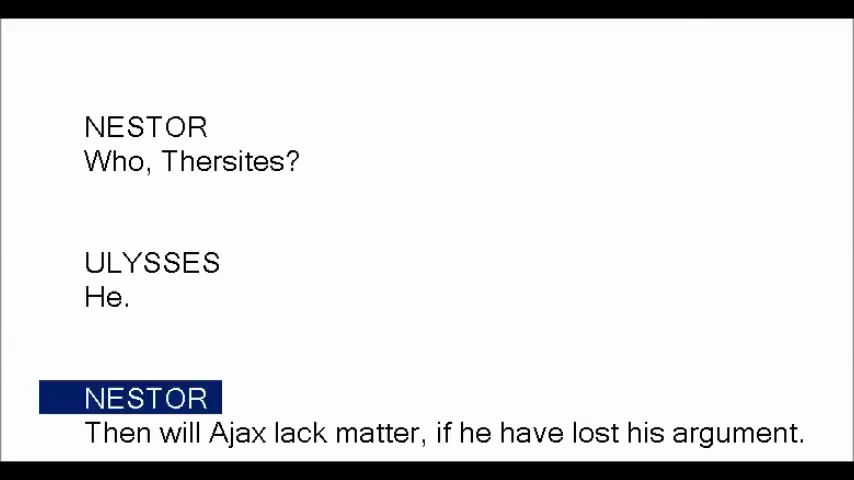 NESTOR
Who, Thersites?
ULYSSES
He.
NESTOR
Then will Ajax lack matter, if he have lost his argument.